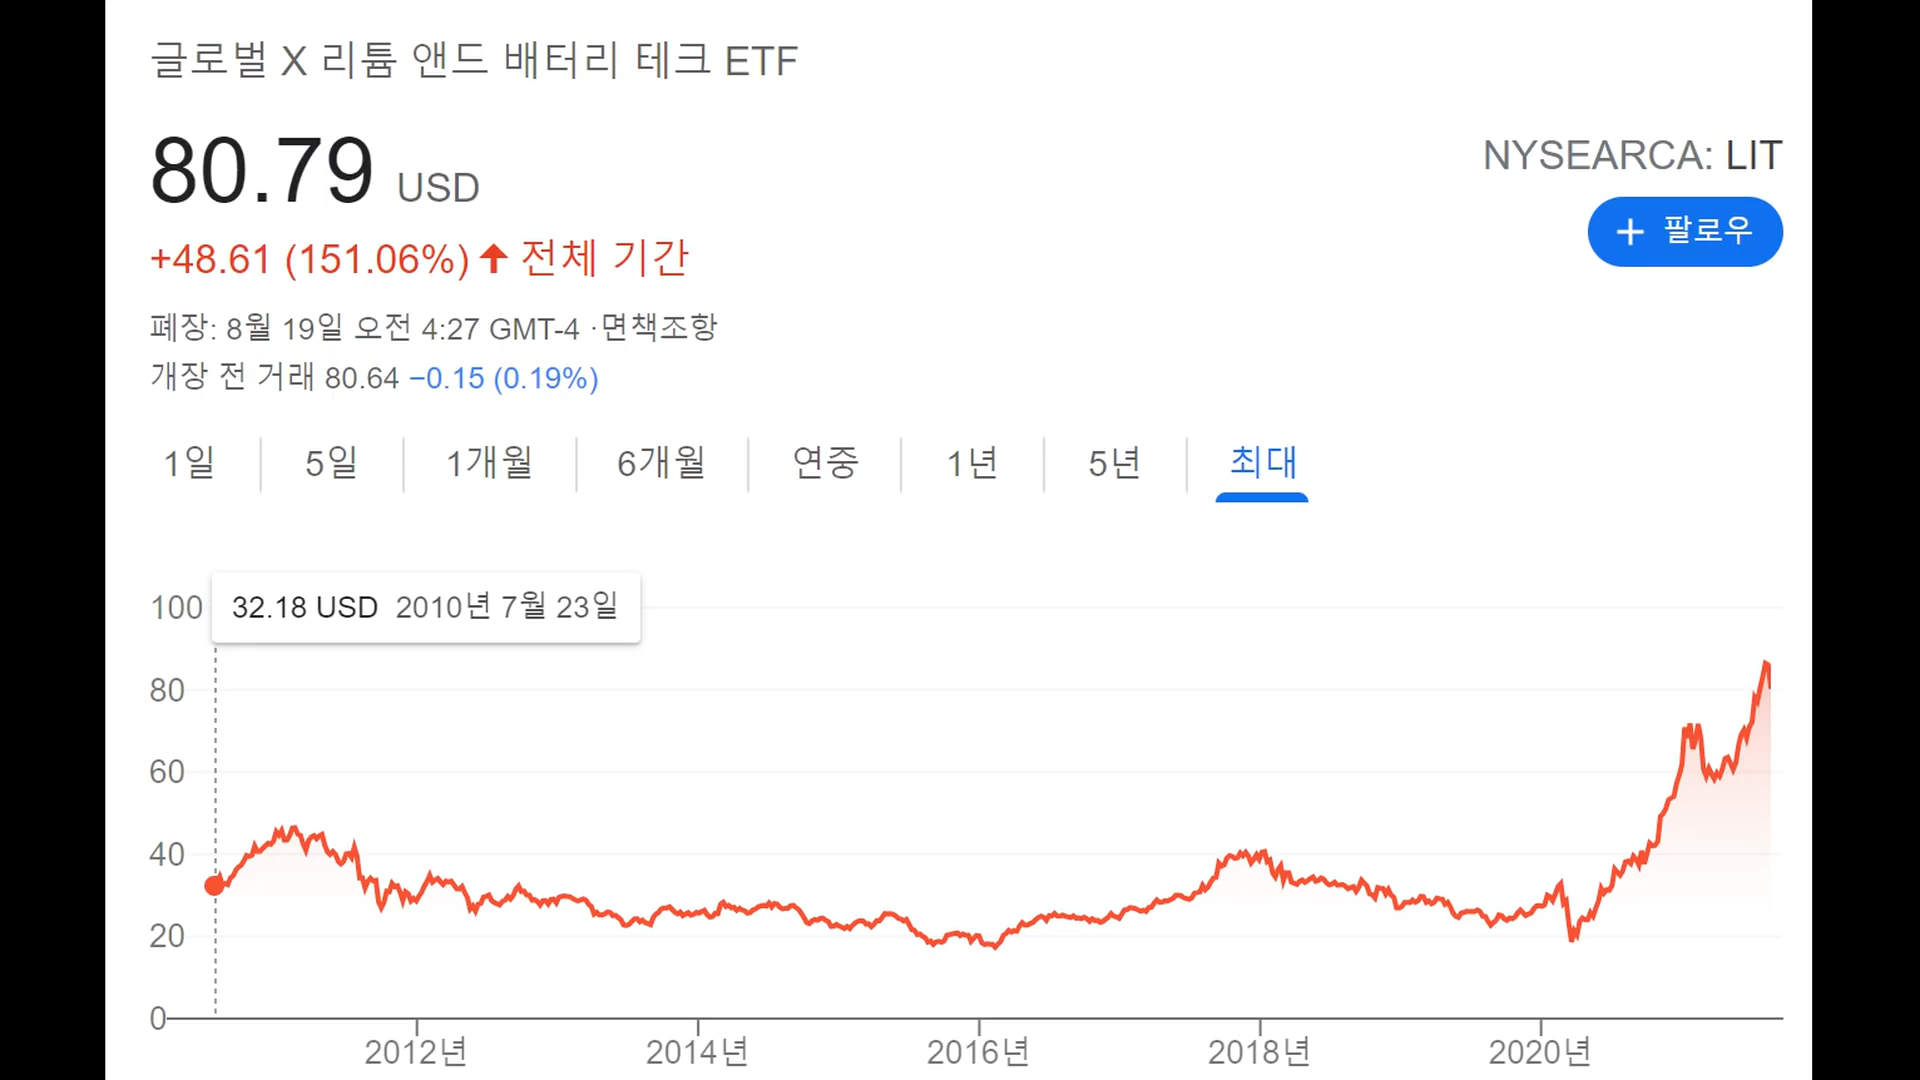 글로벌 X 리튬 앤드 배터리 테크 ETF
80.79 USD
NYSEARCA: LIT
+ 팔로우
+48.61 (151.06%) ↑ 전체 기간
폐장: 8월 19일 오전 4:27 GMT-4 ·면책조항
개장 전 거래 80.64 −0.15 (0.19%)
1일 5일 1개월 6개월 연중 1년 5년 최대
32.18 USD 2010년 7월 23일
100
80
60
40
20
0
2012년 2014년 2016년 2018년 2020년